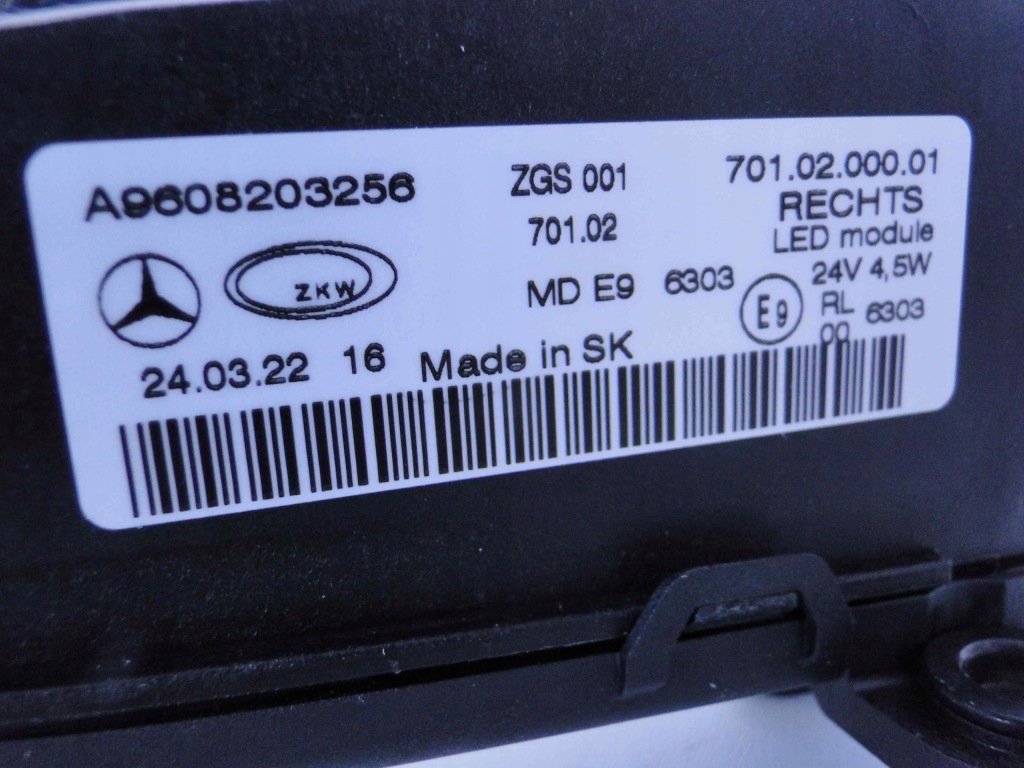 A9608203256 ZGS 001 701.02.000.01
701.02 RECHTS
LED module
ZKW MD E9 6303 E9 24V 4,5W
RL 6303
00
24.03.22 16 Made in SK